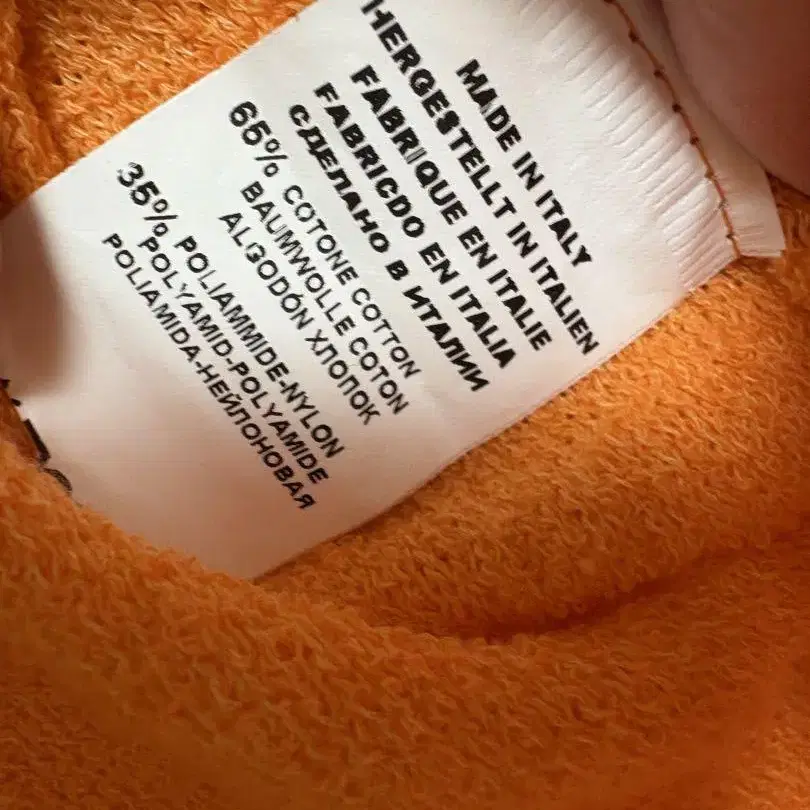 MADE IN ITALY
HERGESTELLT IN ITALIEN
FABRIQUE EN ITALIE
FABRICDO EN ITALIA
СДЕЛАНО В ИТАЛИИ
65% COTONE COTTON
BAUMWOLLE COTON
ALGODÓN ХЛОПОК
35% POLIAMMIDE-NYLON
POLYAMID-POLYAMIDE
POLIAMIDA-НЕЙЛОНОВАЯ